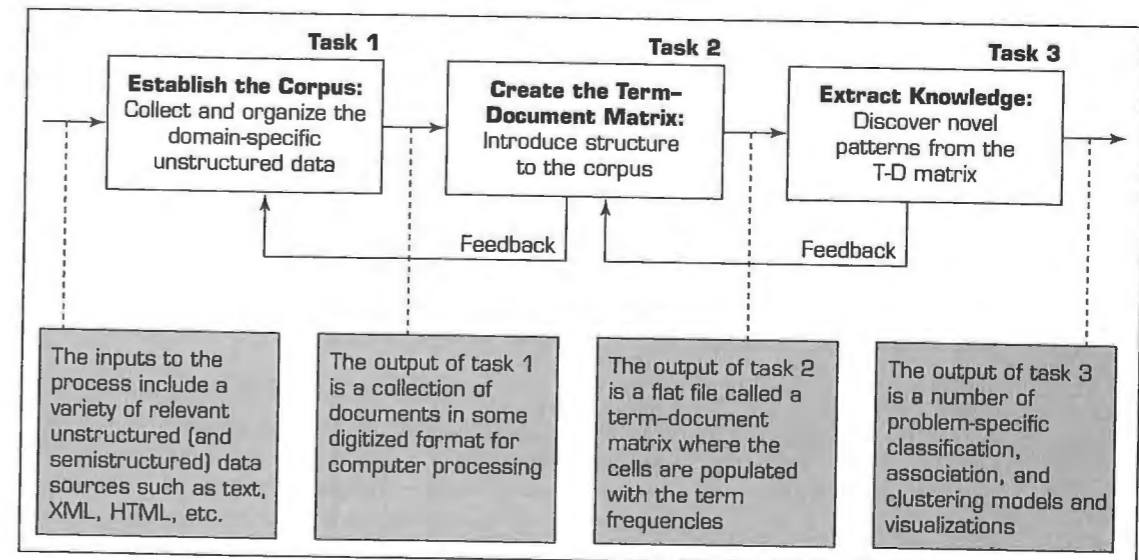 Task 1
Establish the Corpus:
Collect and organize the
domain-specific
unstructured data
Task 2
Create the Term–
Document Matrix:
Introduce structure
to the corpus
Task 3
Extract Knowledge:
Discover novel
patterns from the
T-D matrix
Feedback
Feedback
The inputs to the
process include a
variety of relevant
unstructured (and
semistructured) data
sources such as text,
XML, HTML, etc.
The output of task 1
is a collection of
documents in some
digitized format for
computer processing
The output of task 2
is a flat file called a
term–document
matrix where the
cells are populated
with the term
frequencies
The output of task 3
is a number of
problem-specific
classification,
association, and
clustering models and
visualizations